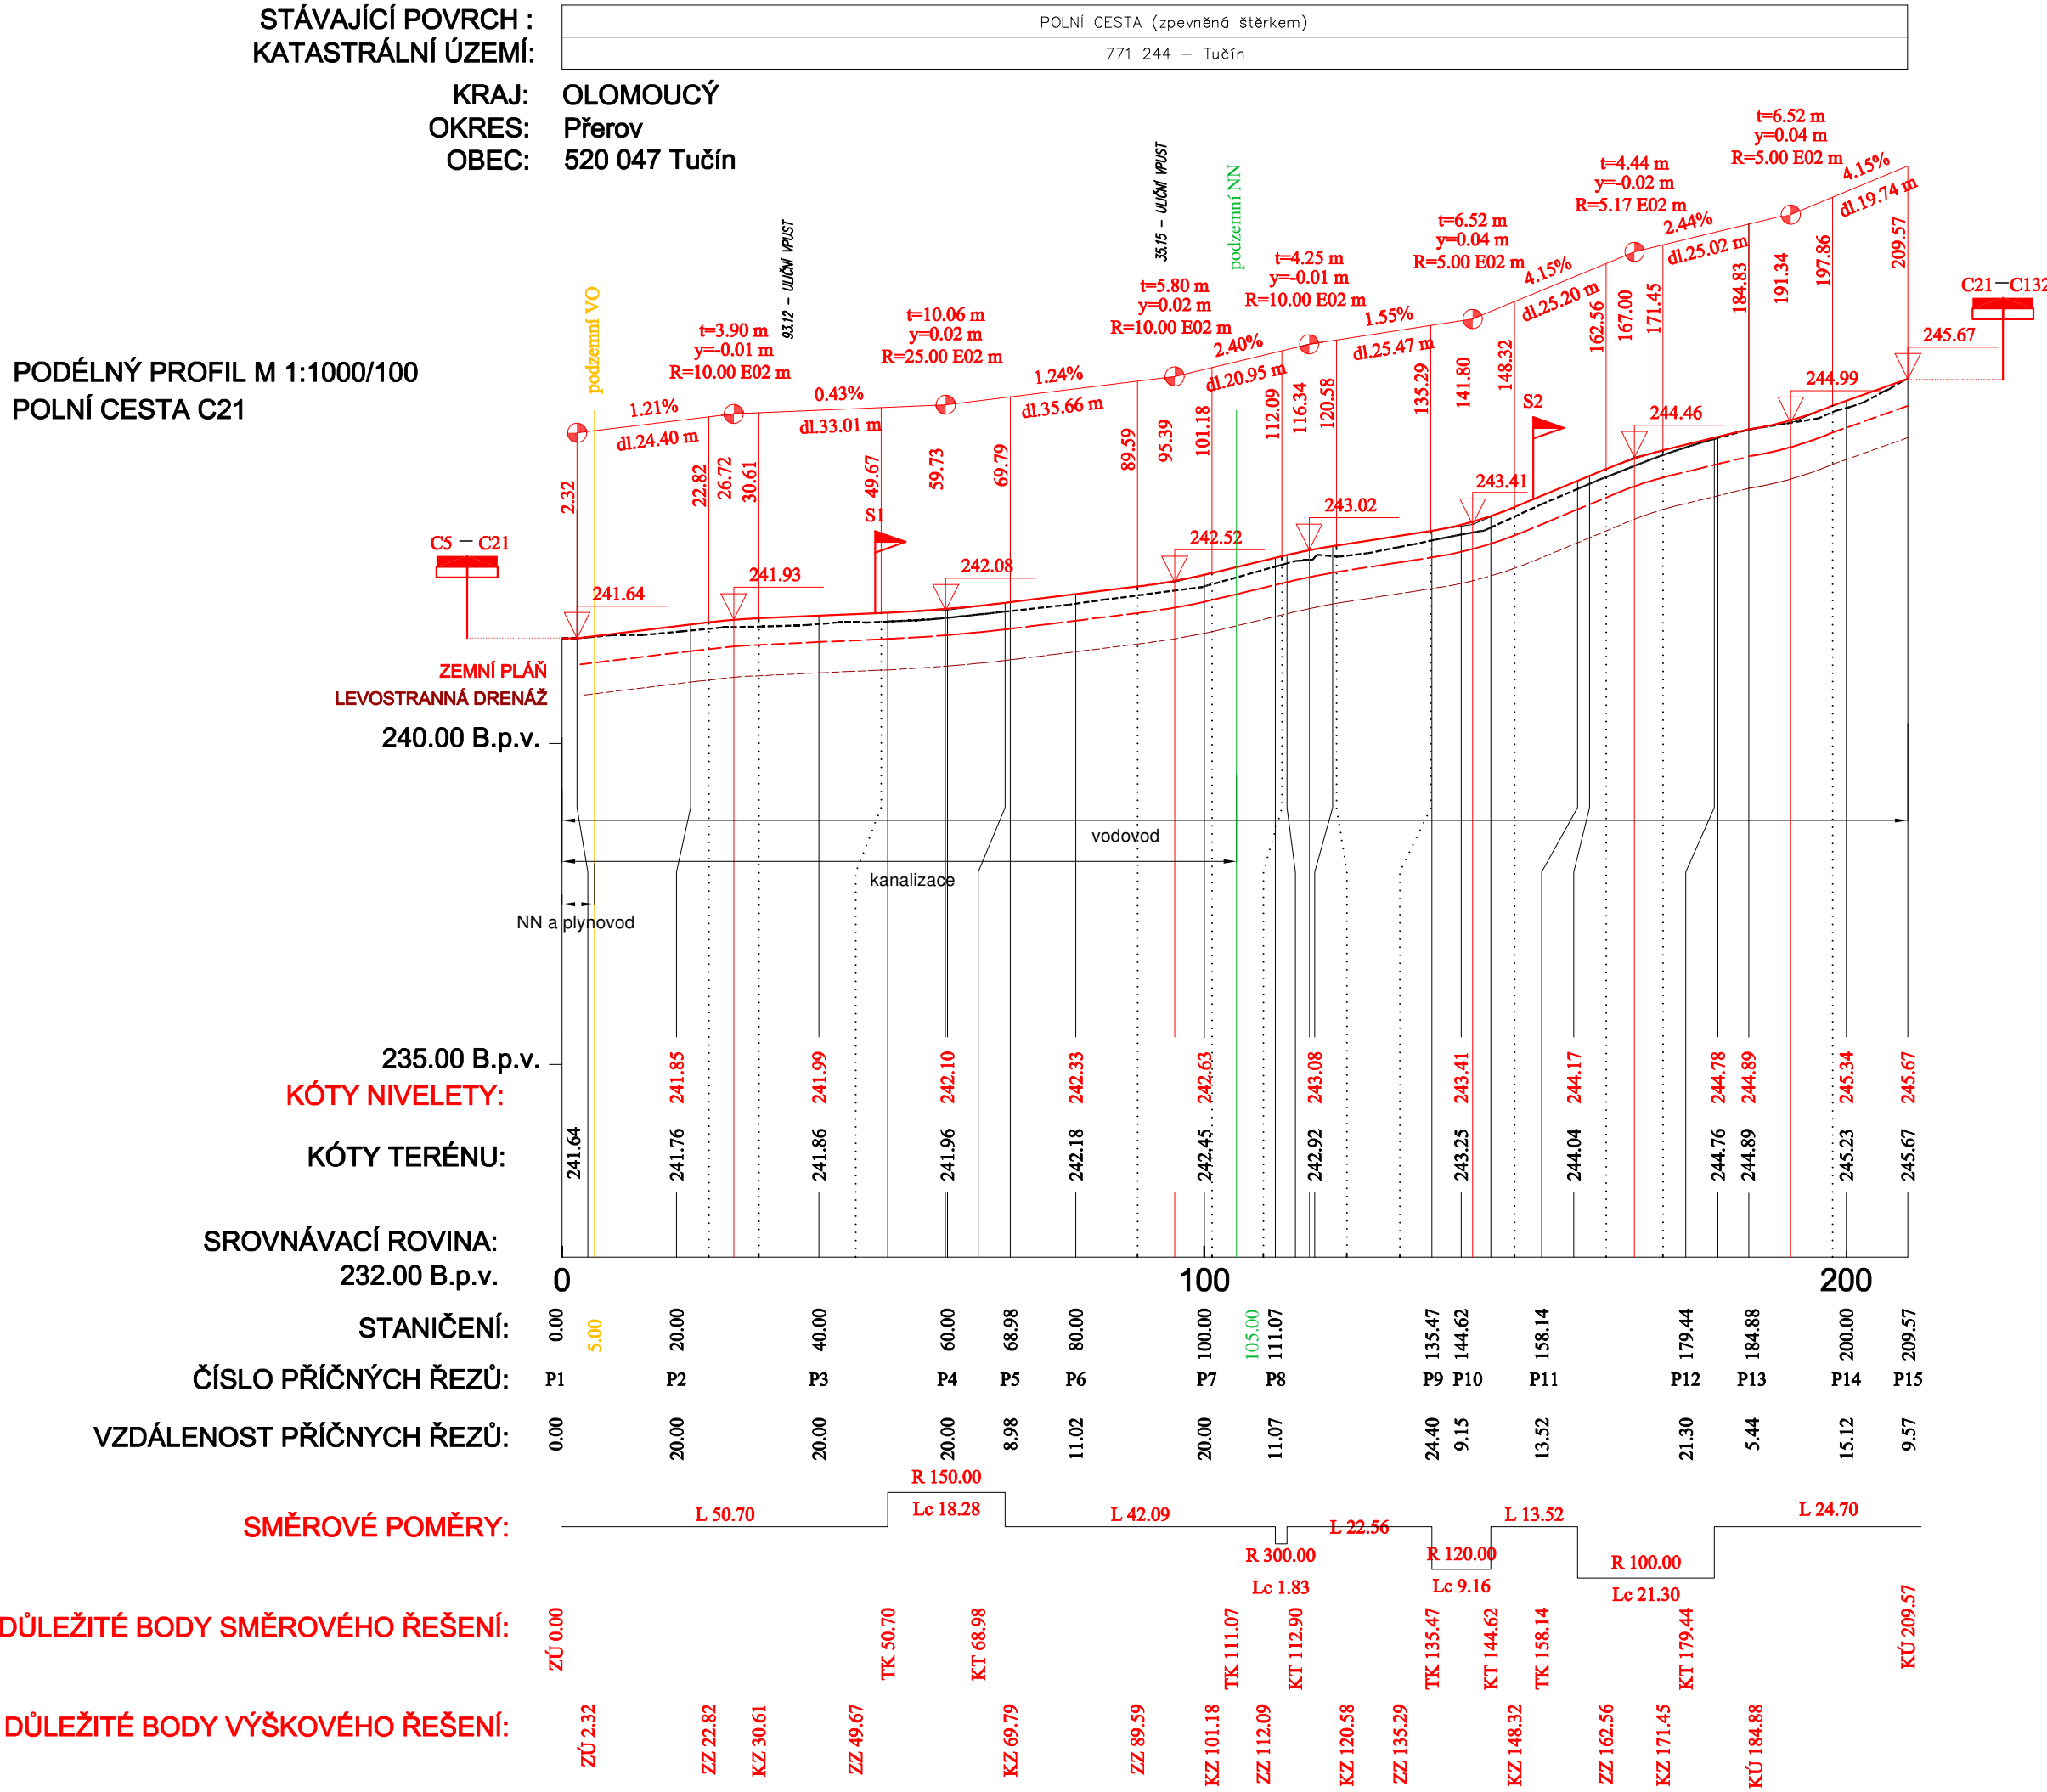 STÁVAJÍCÍ POVRCH :
POLNÍ CESTA (zpevněná štěrkem)
KATASTRÁLNÍ ÚZEMÍ:
771 244 – Tučín
KRAJ: OLOMOUCÝ
OKRES: Přerov
OBEC: 520 047 Tučín
PODÉLNÝ PROFIL M 1:1000/100
POLNÍ CESTA C21
podzemní VO
93.12 - ULIČNÍ VPUST
35.15 - ULIČNÍ VPUST
podzemní NN
t=3.90 m
y=-0.01 m
R=10.00 E02 m
t=10.06 m
y=0.02 m
R=25.00 E02 m
t=5.80 m
y=0.02 m
R=10.00 E02 m
t=4.25 m
y=-0.01 m
R=10.00 E02 m
t=6.52 m
y=0.04 m
R=5.00 E02 m
t=4.44 m
y=-0.02 m
R=5.17 E02 m
t=6.52 m
y=0.04 m
R=5.00 E02 m
1.21%
dl.24.40 m
0.43%
dl.33.01 m
1.24%
dl.35.66 m
2.40%
dl.20.95 m
1.55%
dl.25.47 m
4.15%
dl.25.20 m
2.44%
dl.25.02 m
4.15%
dl.19.74 m
2.32
22.82
26.72
30.61
49.67
59.73
69.79
89.59
95.39
101.18
112.09
116.34
120.58
135.29
141.80
148.32
162.56
167.00
171.45
184.83
191.34
197.86
209.57
C5 – C21
S1
S2
C21–C132
241.64
241.93
242.08
242.52
243.02
243.41
244.46
244.99
245.67
ZEMNÍ PLÁŇ
LEVOSTRANNÁ DRENÁŽ
240.00 B.p.v.
vodovod
kanalizace
NN a plynovod
235.00 B.p.v.
KÓTY NIVELETY:
241.85 241.99 242.10 242.33 242.63 243.08 243.41 244.17 244.78 244.89 245.34 245.67
KÓTY TERÉNU:
241.64 241.76 241.86 241.96 242.18 242.45 242.92 243.25 244.04 244.76 244.89 245.23 245.67
SROVNÁVACÍ ROVINA:
232.00 B.p.v.
0 100 200
STANIČENÍ:
0.00 5.00 20.00 40.00 60.00 68.98 80.00 100.00 105.00 111.07 135.47 144.62 158.14 179.44 184.88 200.00 209.57
ČÍSLO PŘÍČNÝCH ŘEZŮ:
P1 P2 P3 P4 P5 P6 P7 P8 P9 P10 P11 P12 P13 P14 P15
VZDÁLENOST PŘÍČNYCH ŘEZŮ:
0.00 20.00 20.00 20.00 8.98 11.02 20.00 11.07 24.40 9.15 13.52 21.30 5.44 15.12 9.57
SMĚROVÉ POMĚRY:
L 50.70
R 150.00
Lc 18.28
L 42.09
R 300.00
Lc 1.83
L 22.56
R 120.00
Lc 9.16
L 13.52
R 100.00
Lc 21.30
L 24.70
DŮLEŽITÉ BODY SMĚROVÉHO ŘEŠENÍ:
ZÚ 0.00
TK 50.70
KT 68.98
TK 111.07
KT 112.90
TK 135.47
KT 144.62
TK 158.14
KT 179.44
KÚ 209.57
DŮLEŽITÉ BODY VÝŠKOVÉHO ŘEŠENÍ:
ZÚ 2.32
ZZ 22.82
KZ 30.61
ZZ 49.67
KZ 69.79
ZZ 89.59
KZ 101.18
ZZ 112.09
KZ 120.58
ZZ 135.29
KZ 148.32
ZZ 162.56
KZ 171.45
KÚ 184.88